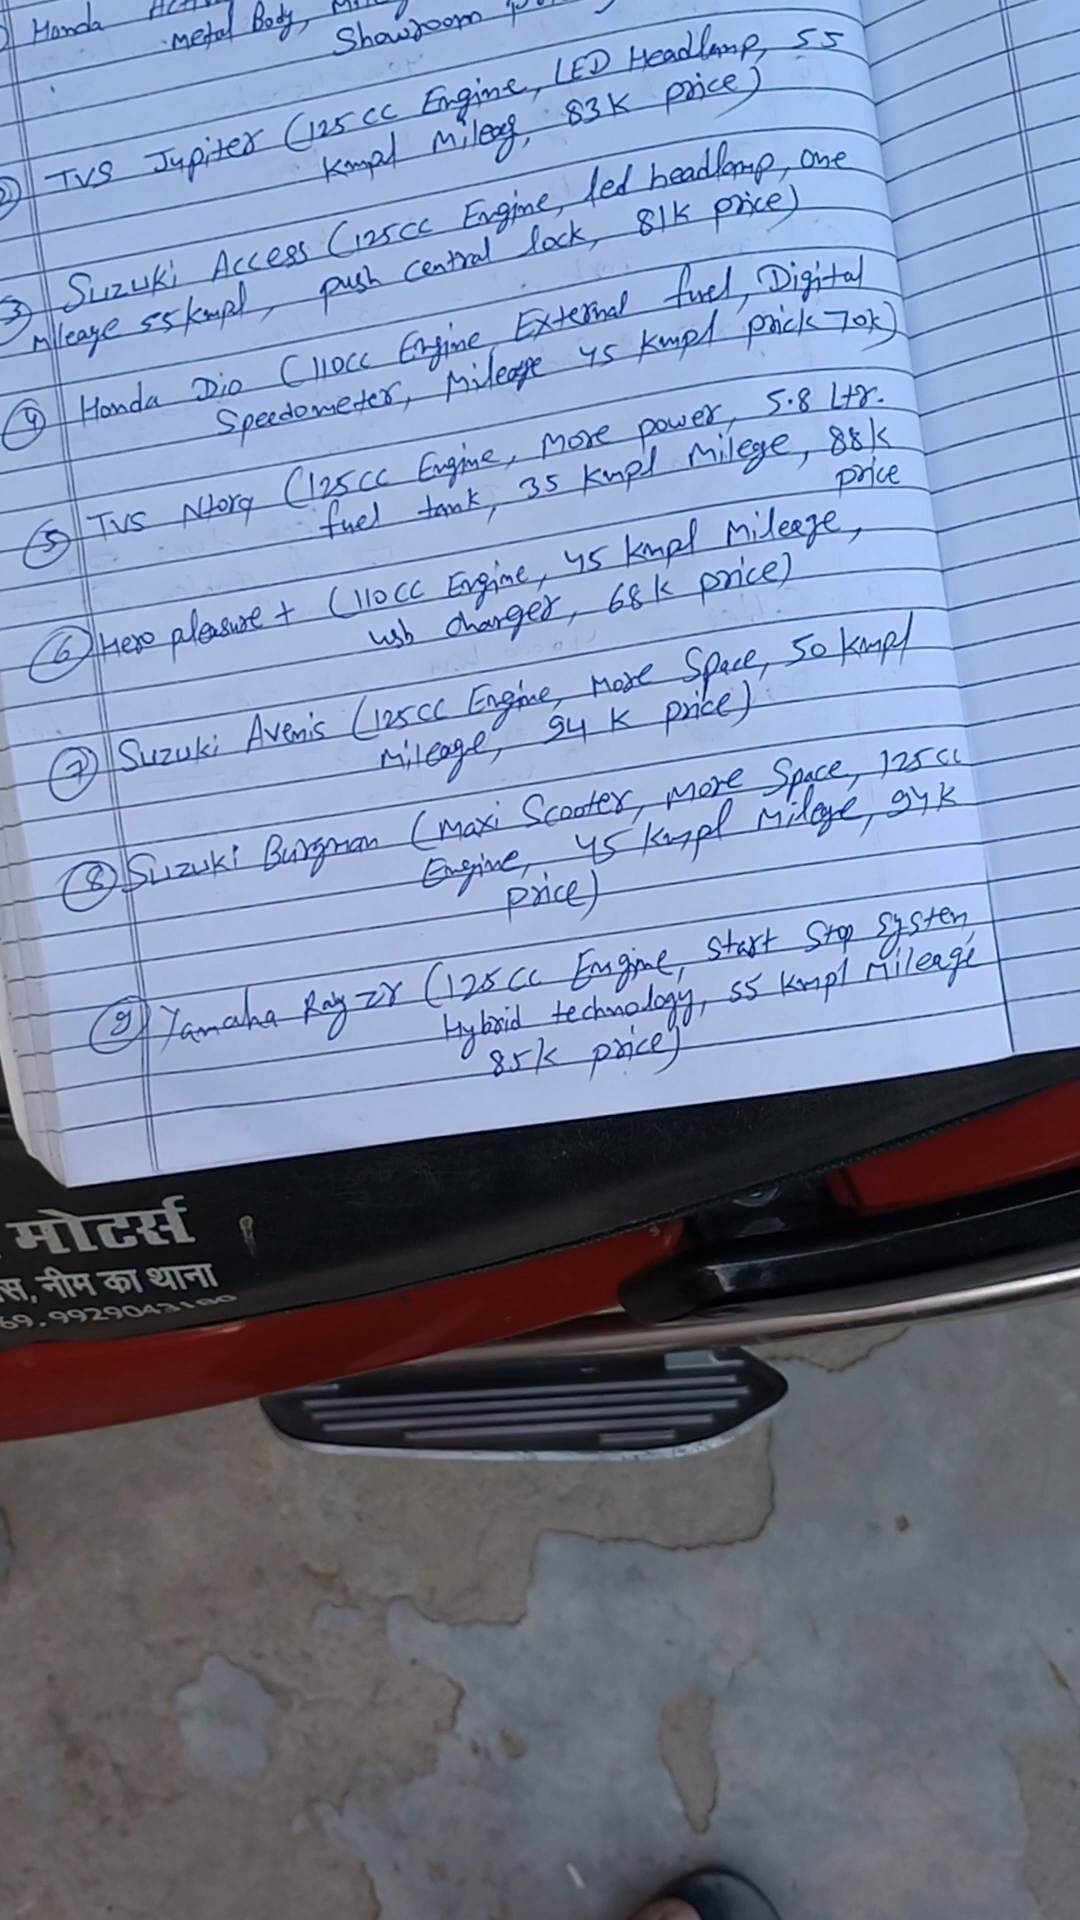 Honda
Metal Body,
Showroom
② TVS Jupiter (125cc Engine, LED Headlamp, 55
Kmpl Mileag, 83K price)
③ Suzuki Access (125cc Engine, led headlamp, one
Mileage 55 kmpl, push central lock, 81k price)
④ Honda Dio (110cc Engine, External fuel, Digital
Speedometer, Mileage 45 Kmpl prick 70k)
⑤ TVS Ntorq (125cc Engine, More power, 5.8 Ltr.
fuel tank, 35 Kmpl Milege, 88k
price
⑥ Hero pleasure + (110cc Engine, 45 kmpl Mileage,
usb charger, 68k price)
⑦ Suzuki Avenis (125cc Engine, More Space, 50 kmpl
Mileage, 94 K price)
⑧ Suzuki Burgman (Maxi Scooter, More Space, 125cc
Engine, 45 kmpl Milage, 94k
price)
⑨ Yamaha Ray ZR (125cc Engine, Start Stop System,
Hybrid technology, 55 kmpl Mileage
85k price)
मोटर्स
नीम का थाना